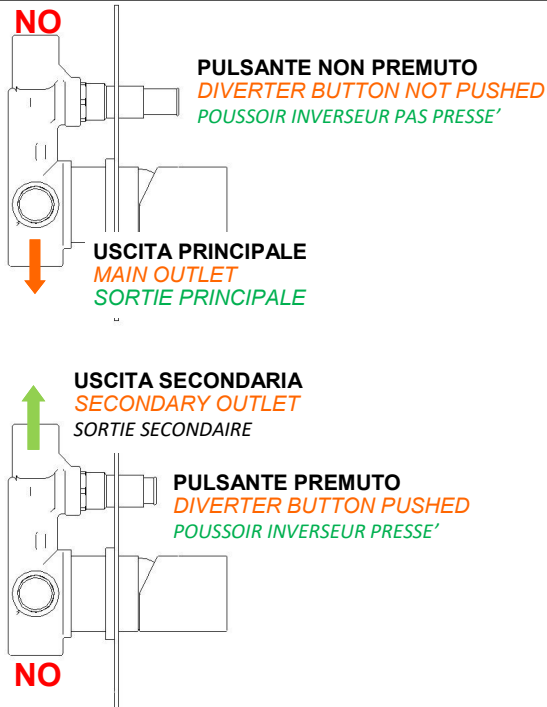 NO
PULSANTE NON PREMUTO
DIVERTER BUTTON NOT PUSHED
POUSSOIR INVERSEUR PAS PRESSE’
USCITA PRINCIPALE
MAIN OUTLET
SORTIE PRINCIPALE
USCITA SECONDARIA
SECONDARY OUTLET
SORTIE SECONDAIRE
PULSANTE PREMUTO
DIVERTER BUTTON PUSHED
POUSSOIR INVERSEUR PRESSE’
NO